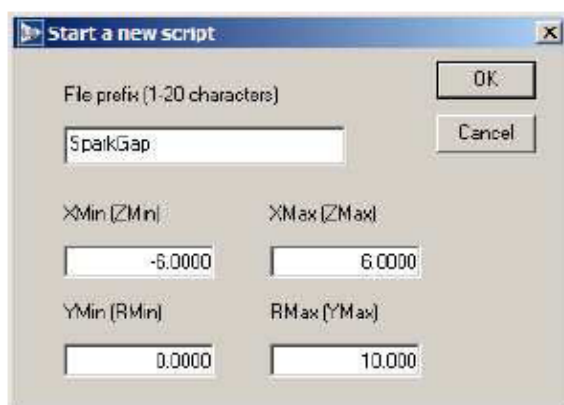 Start a new script
OK
File prefix (1-20 characters)
SparkGap
Cancel
XMin (ZMin) XMax (ZMax)
-6.0000 6.0000
YMin (RMin) RMax (YMax)
0.0000 10.000